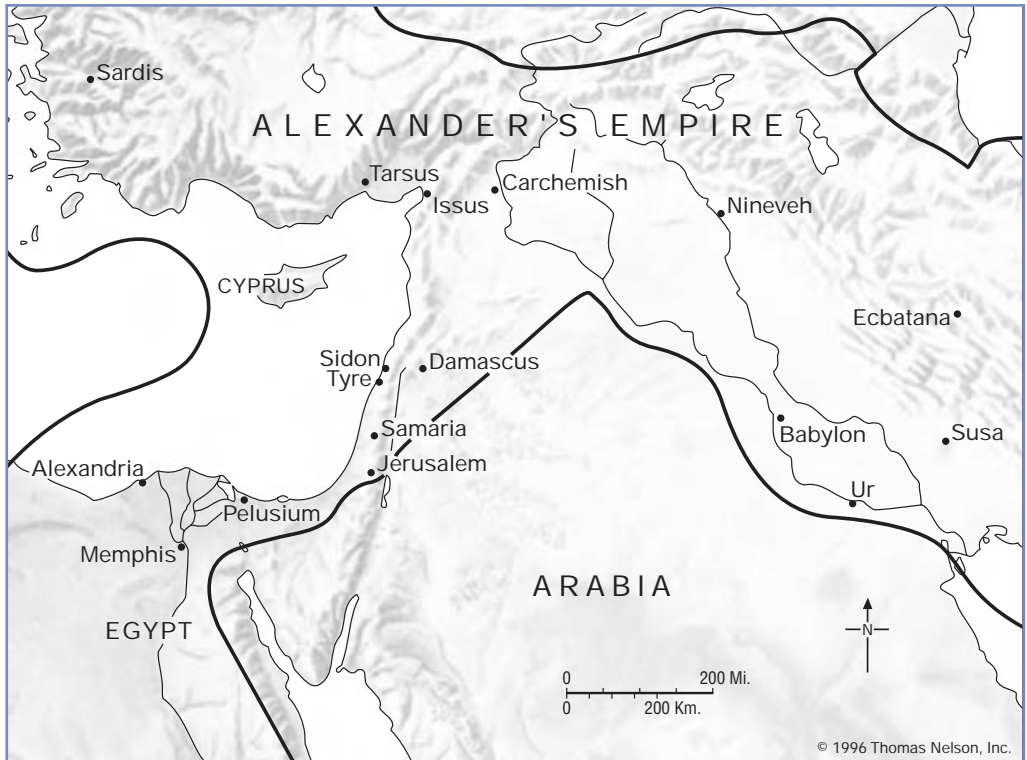 Sardis
ALEXANDER'S EMPIRE
Tarsus
Carchemish
Issus
Nineveh
CYPRUS
Ecbatana
Sidon
Damascus
Tyre
Samaria
Babylon
Susa
Jerusalem
Alexandria
Ur
Pelusium
Memphis
ARABIA
EGYPT
N
0 200 Mi.
0 200 Km.
© 1996 Thomas Nelson, Inc.